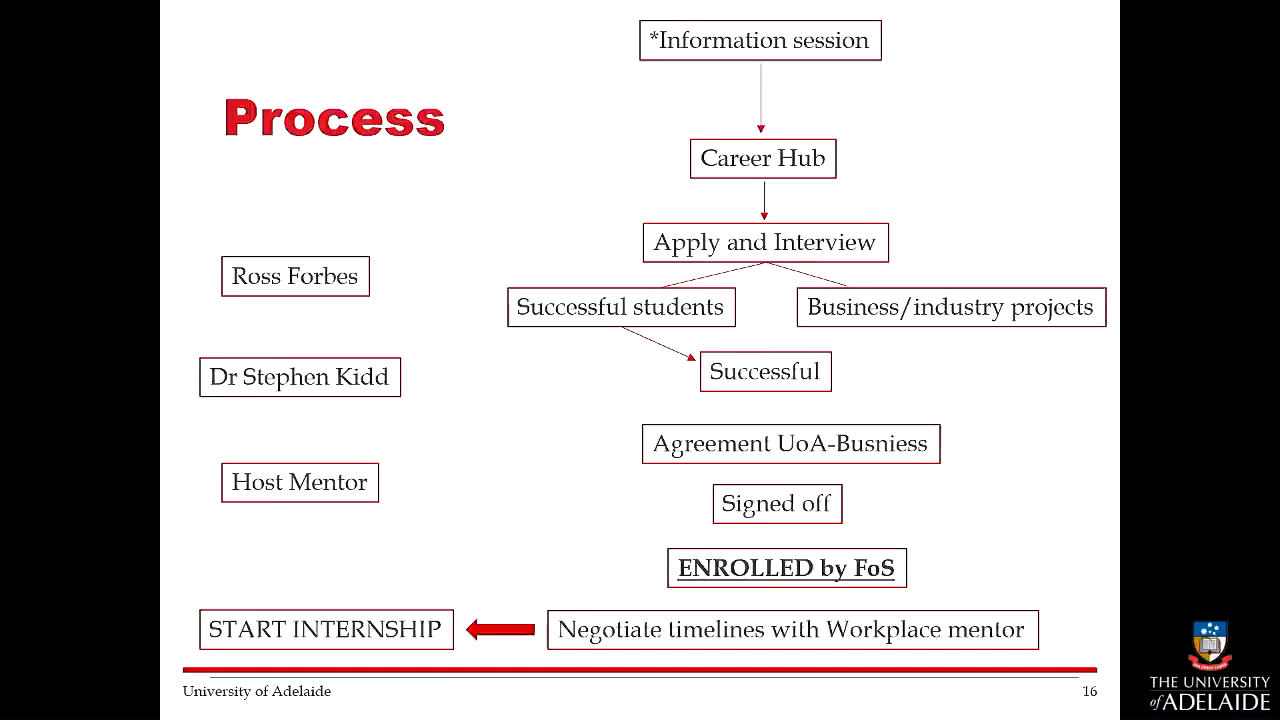 *Information session
Process
Career Hub
Apply and Interview
Ross Forbes
Successful students
Business/industry projects
Dr Stephen Kidd
Successful
Agreement UoA-Busniess
Host Mentor
Signed off
ENROLLED by FoS
START INTERNSHIP
Negotiate timelines with Workplace mentor
University of Adelaide
16
THE UNIVERSITY
of ADELAIDE